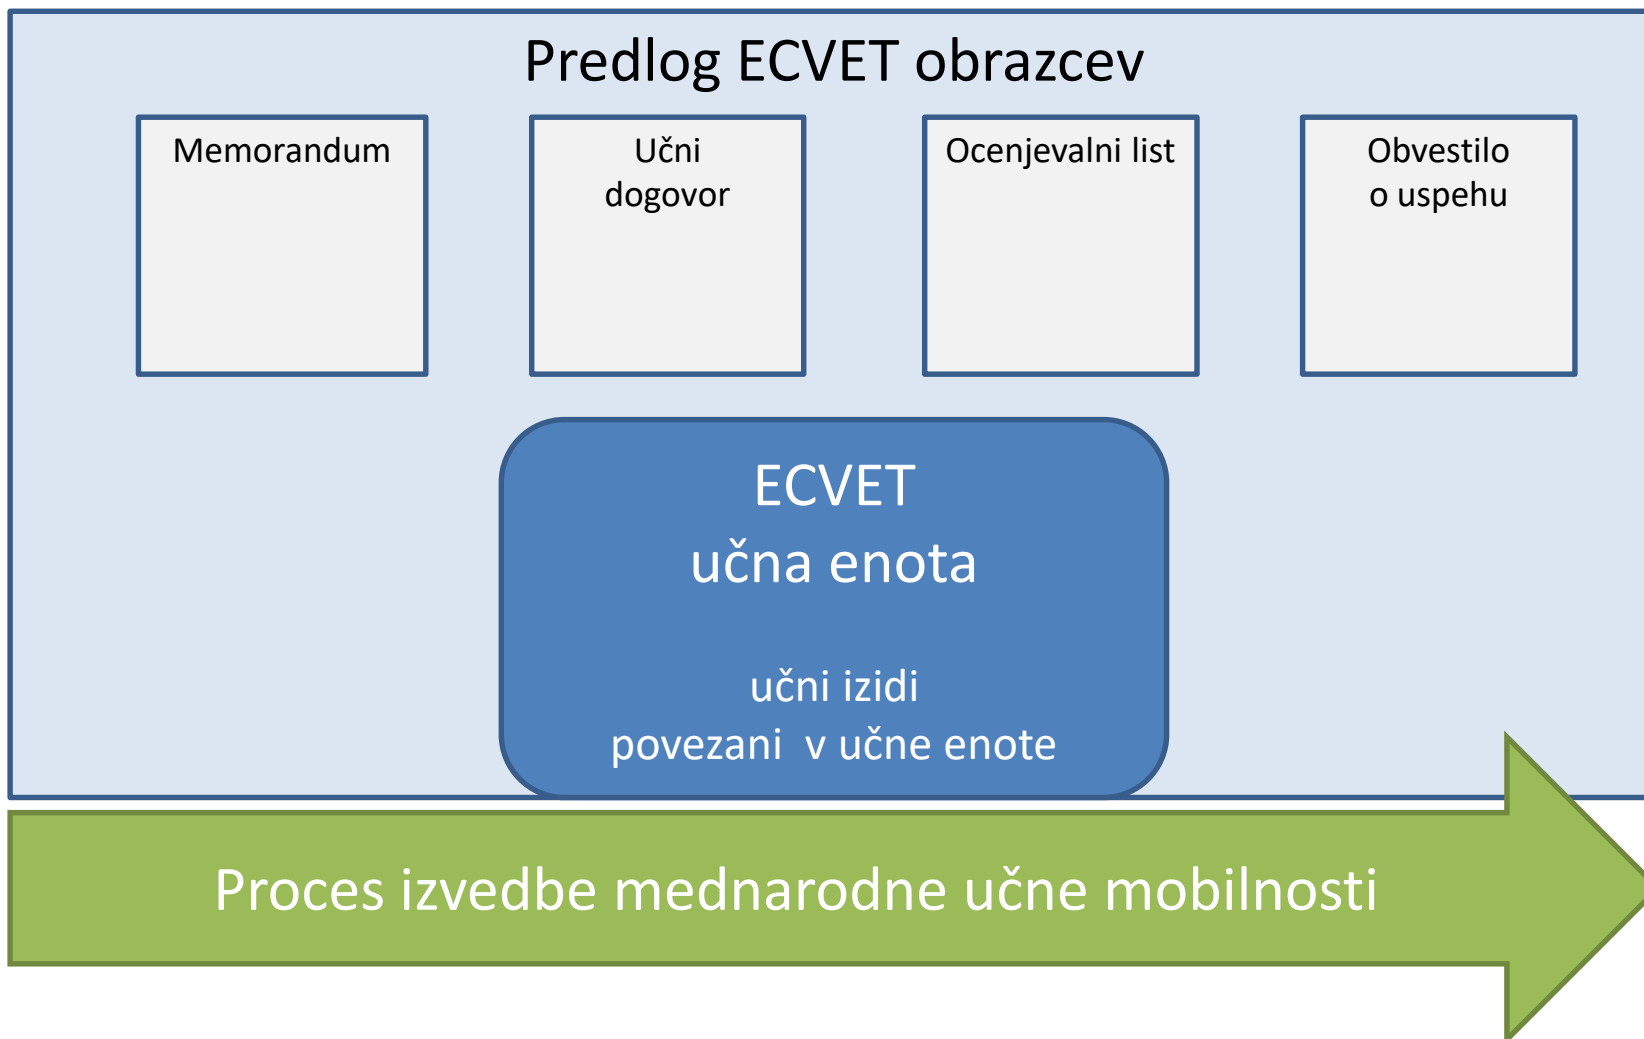 Predlog ECVET obrazcev
Memorandum
Učni
dogovor
Ocenjevalni list
Obvestilo
o uspehu
ECVET
učna enota
učni izidi
povezani  v učne enote
Proces izvedbe mednarodne učne mobilnosti